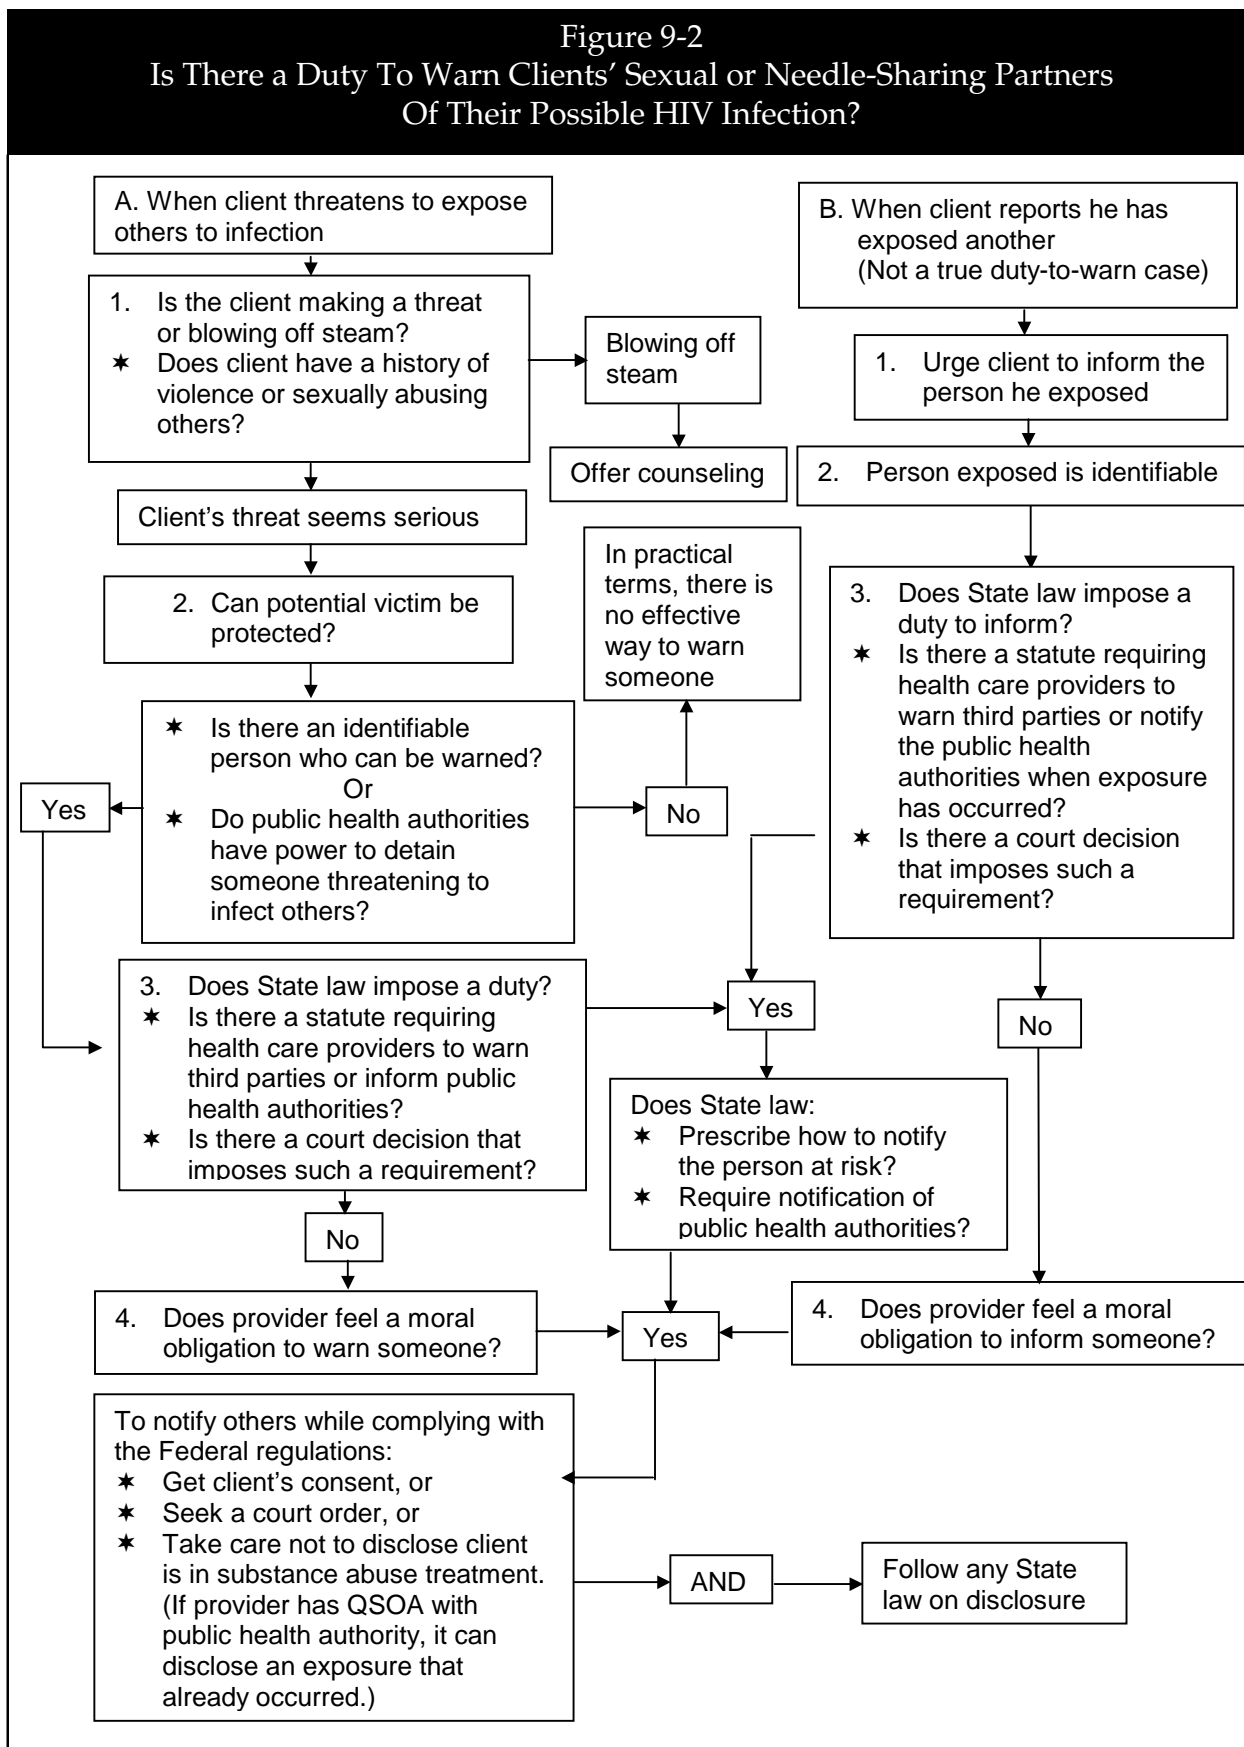 Figure 9-2
Is There a Duty To Warn Clients’ Sexual or Needle-Sharing Partners
Of Their Possible HIV Infection?
A. When client threatens to expose
others to infection
1. Is the client making a threat
or blowing off steam?
✶ Does client have a history of
violence or sexually abusing
others?
Blowing off
steam
Offer counseling
Client’s threat seems serious
2. Can potential victim be
protected?
✶ Is there an identifiable
person who can be warned?
Or
✶ Do public health authorities
have power to detain
someone threatening to
infect others?
Yes
No
In practical
terms, there is
no effective
way to warn
someone
3. Does State law impose a duty?
✶ Is there a statute requiring
health care providers to warn
third parties or inform public
health authorities?
✶ Is there a court decision that
imposes such a requirement?
No
4. Does provider feel a moral
obligation to warn someone?
B. When client reports he has
exposed another
(Not a true duty-to-warn case)
1. Urge client to inform the
person he exposed
2. Person exposed is identifiable
3. Does State law impose a
duty to inform?
✶ Is there a statute requiring
health care providers to
warn third parties or notify
the public health
authorities when exposure
has occurred?
✶ Is there a court decision
that imposes such a
requirement?
Yes
No
Does State law:
✶ Prescribe how to notify
the person at risk?
✶ Require notification of
public health authorities?
4. Does provider feel a moral
obligation to inform someone?
Yes
To notify others while complying with
the Federal regulations:
✶ Get client’s consent, or
✶ Seek a court order, or
✶ Take care not to disclose client
is in substance abuse treatment.
(If provider has QSOA with
public health authority, it can
disclose an exposure that
already occurred.)
AND
Follow any State
law on disclosure